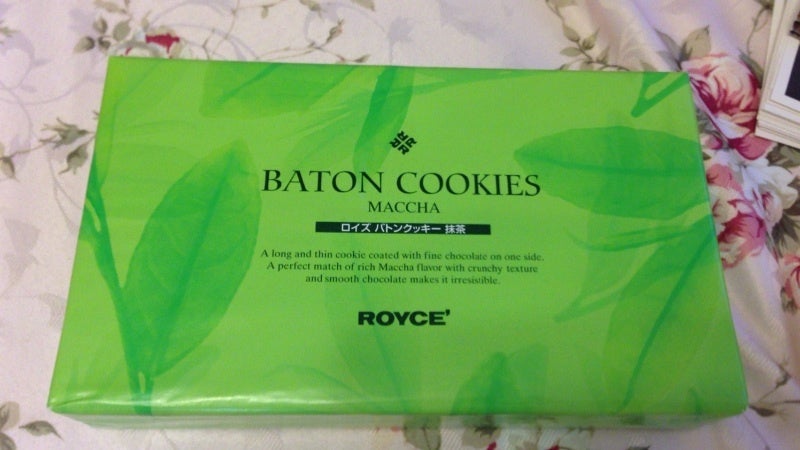 BATON COOKIES
MACCHA
ロイズ バトンクッキー 抹茶
A long and thin cookie coated with fine chocolate on one side.
A perfect match of rich Maccha flavor with crunchy texture
and smooth chocolate makes it irresistible.
ROYCE'